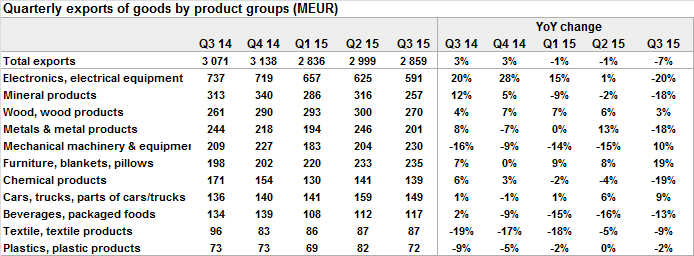 Quarterly exports of goods by product groups (MEUR)
YoY change
Q3 14 Q4 14 Q1 15 Q2 15 Q3 15 Q3 14 Q4 14 Q1 15 Q2 15 Q3 15
Total exports 3 071 3 138 2 836 2 999 2 859 3% 3% -1% -1% -7%
Electronics, electrical equipment 737 719 657 625 591 20% 28% 15% 1% -20%
Mineral products 313 340 286 316 257 12% 5% -9% -2% -18%
Wood, wood products 261 290 293 300 270 4% 7% 7% 6% 3%
Metals & metal products 244 218 194 246 201 8% -7% 0% 13% -18%
Mechanical machinery & equipmer 209 227 183 204 230 -16% -9% -14% -15% 10%
Furniture, blankets, pillows 198 202 220 233 235 7% 0% 9% 8% 19%
Chemical products 171 154 130 141 139 6% 3% -2% -4% -19%
Cars, trucks, parts of cars/trucks 136 140 141 159 149 1% -1% 1% 6% 9%
Beverages, packaged foods 134 139 108 112 117 2% -9% -15% -16% -13%
Textile, textile products 96 83 86 87 87 -19% -17% -18% -5% -9%
Plastics, plastic products 73 73 69 82 72 -9% -5% -2% 0% -2%